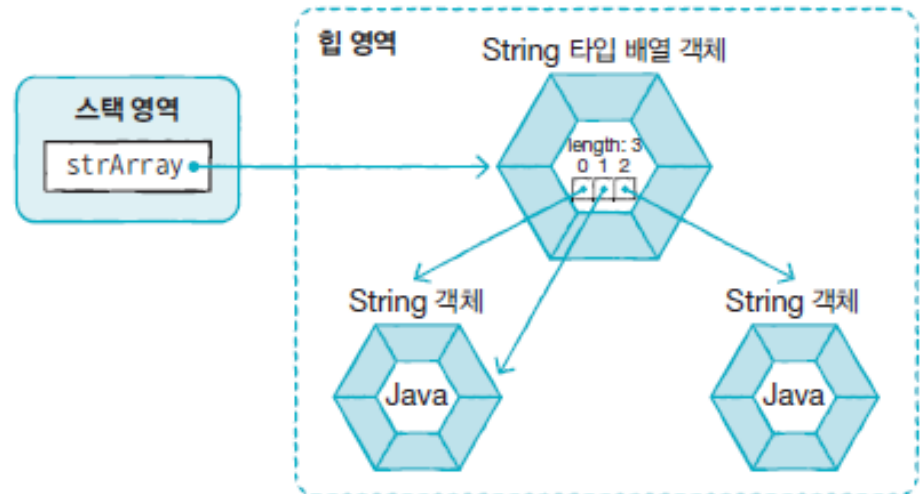 힙 영역
String 타입 배열 객체
스택 영역
strArray
length: 3
0 1 2
String 객체
String 객체
Java
Java